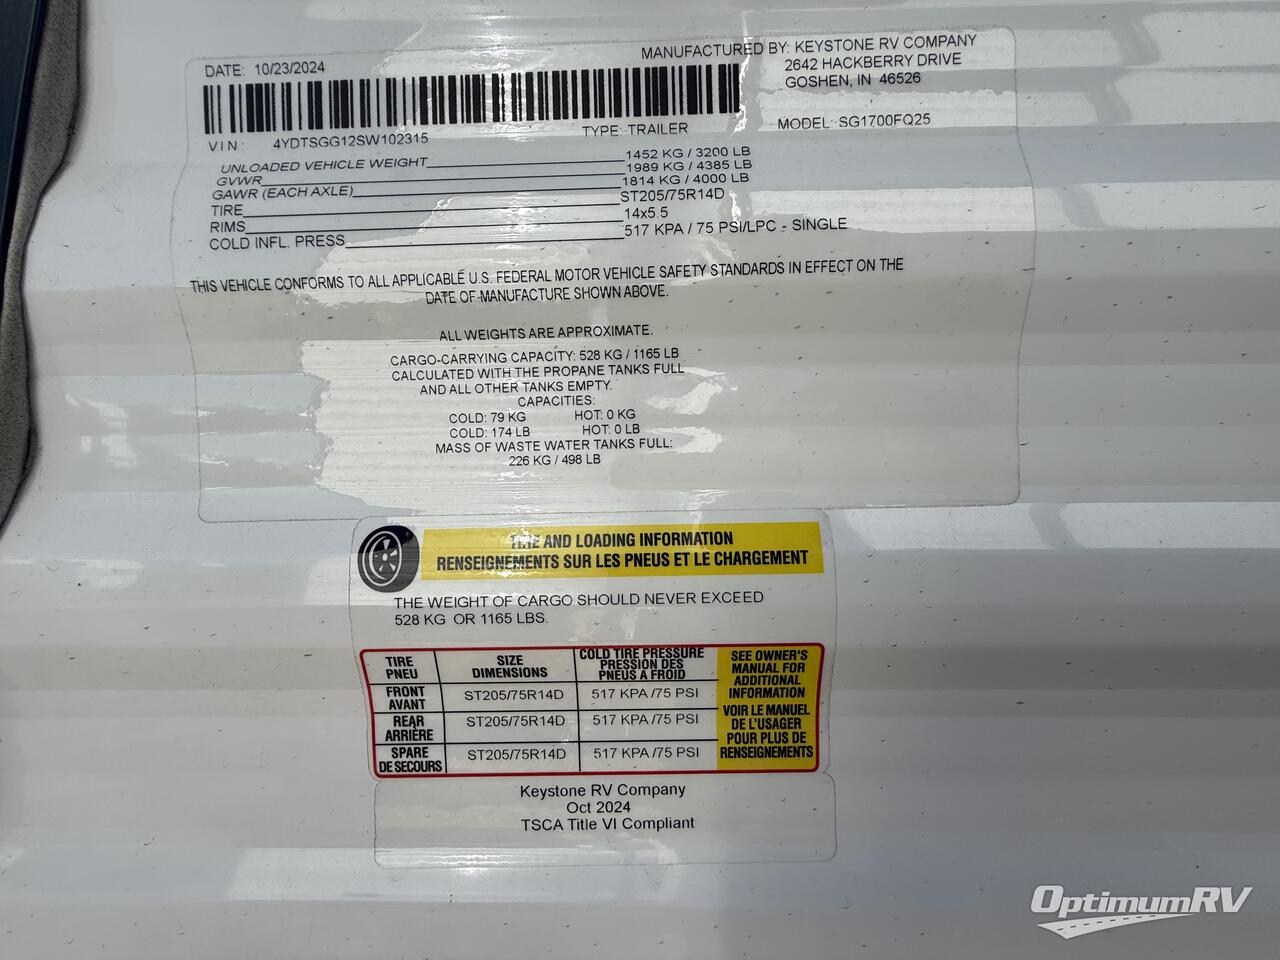 DATE: 10/23/2024
MANUFACTURED BY: KEYSTONE RV COMPANY
2642 HACKBERRY DRIVE
GOSHEN, IN 46526
VIN: 4YDTSGG12SW102315
TYPE: TRAILER
MODEL: SG1700FQ25
UNLOADED VEHICLE WEIGHT 1452 KG / 3200 LB
GVWR 1989 KG / 4385 LB
GAWR (EACH AXLE) 1814 KG / 4000 LB
TIRE ST205/75R14D
RIMS 14x5.5
COLD INFL. PRESS 517 KPA / 75 PSI/LPC - SINGLE
THIS VEHICLE CONFORMS TO ALL APPLICABLE U.S. FEDERAL MOTOR VEHICLE SAFETY STANDARDS IN EFFECT ON THE
DATE OF MANUFACTURE SHOWN ABOVE.
ALL WEIGHTS ARE APPROXIMATE.
CARGO-CARRYING CAPACITY: 528 KG / 1165 LB
CALCULATED WITH THE PROPANE TANKS FULL
AND ALL OTHER TANKS EMPTY.
CAPACITIES:
COLD: 79 KG HOT: 0 KG
COLD: 174 LB HOT: 0 LB
MASS OF WASTE WATER TANKS FULL:
226 KG / 498 LB
TIRE AND LOADING INFORMATION
RENSEIGNEMENTS SUR LES PNEUS ET LE CHARGEMENT
THE WEIGHT OF CARGO SHOULD NEVER EXCEED
528 KG OR 1165 LBS.
TIRE
PNEU
SIZE
DIMENSIONS
COLD TIRE PRESSURE
PRESSION DES
PNEUS A FROID
FRONT
AVANT
ST205/75R14D
517 KPA /75 PSI
REAR
ARRIÈRE
ST205/75R14D
517 KPA /75 PSI
SPARE
DE SECOURS
ST205/75R14D
517 KPA /75 PSI
SEE OWNER'S
MANUAL FOR
ADDITIONAL
INFORMATION
VOIR LE MANUEL
DE L'USAGER
POUR PLUS DE
RENSEIGNEMENTS
Keystone RV Company
Oct 2024
TSCA Title VI Compliant
OptimumRV